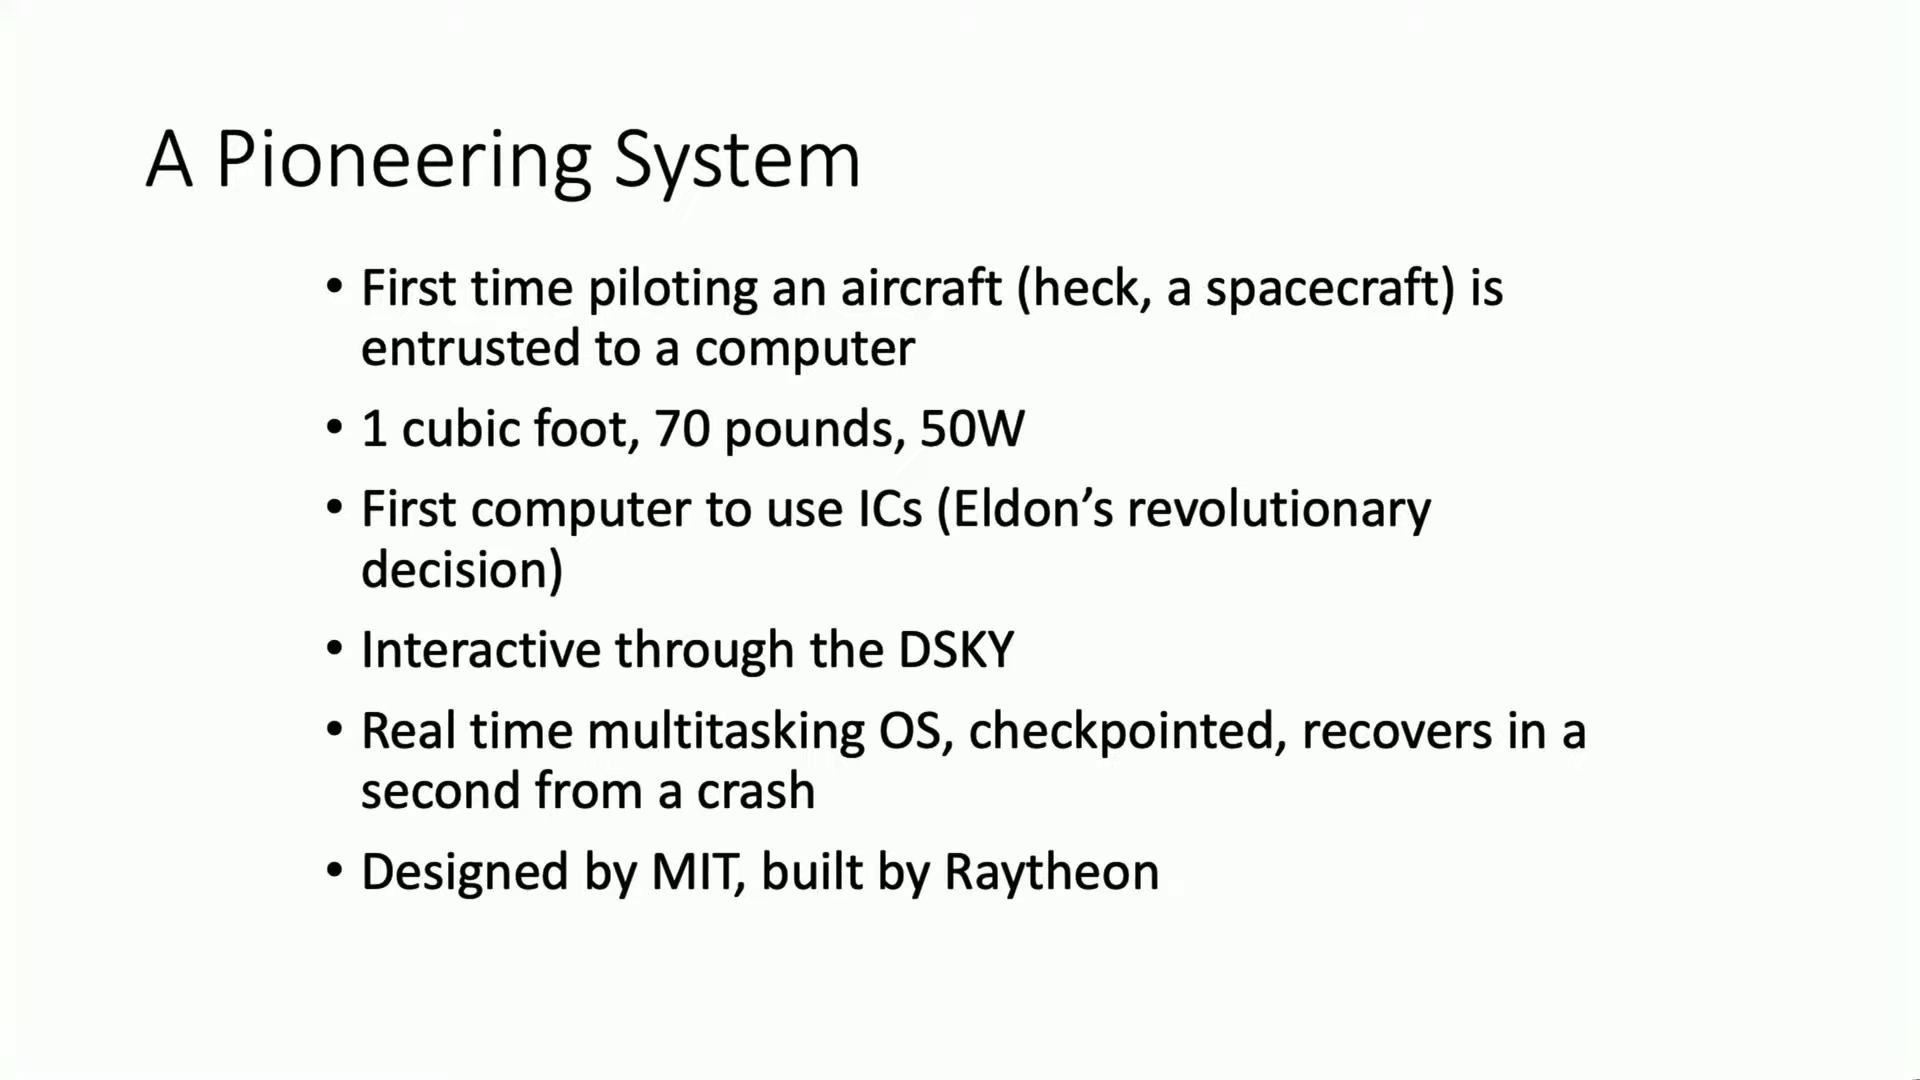 A Pioneering System
• First time piloting an aircraft (heck, a spacecraft) is
entrusted to a computer
• 1 cubic foot, 70 pounds, 50W
• First computer to use ICs (Eldon’s revolutionary
decision)
• Interactive through the DSKY
• Real time multitasking OS, checkpointed, recovers in a
second from a crash
• Designed by MIT, built by Raytheon